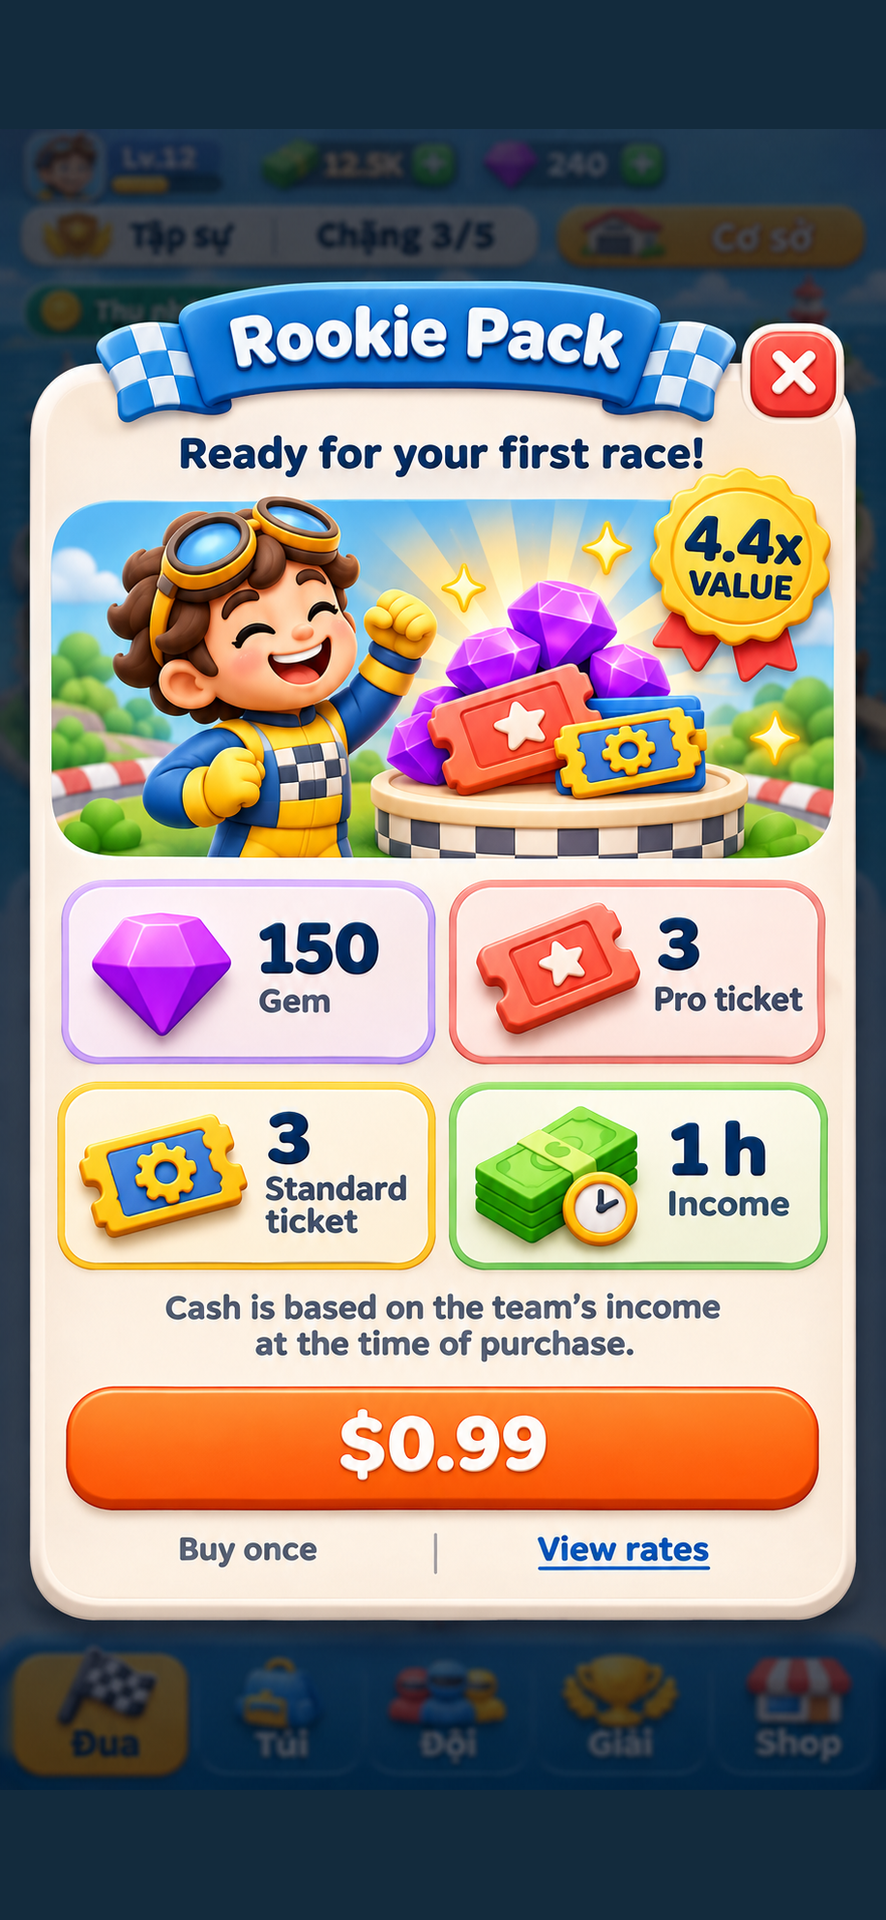 Lv.12
12.5K
240
Tập sự
Chặng 3/5
Cơ sở
Rookie Pack
Ready for your first race!
4.4x
VALUE
150
Gem
3
Pro ticket
3
Standard
ticket
1h
Income
Cash is based on the team's income
at the time of purchase.
$0.99
Buy once
View rates
Đua
Túi
Đội
Giải
Shop